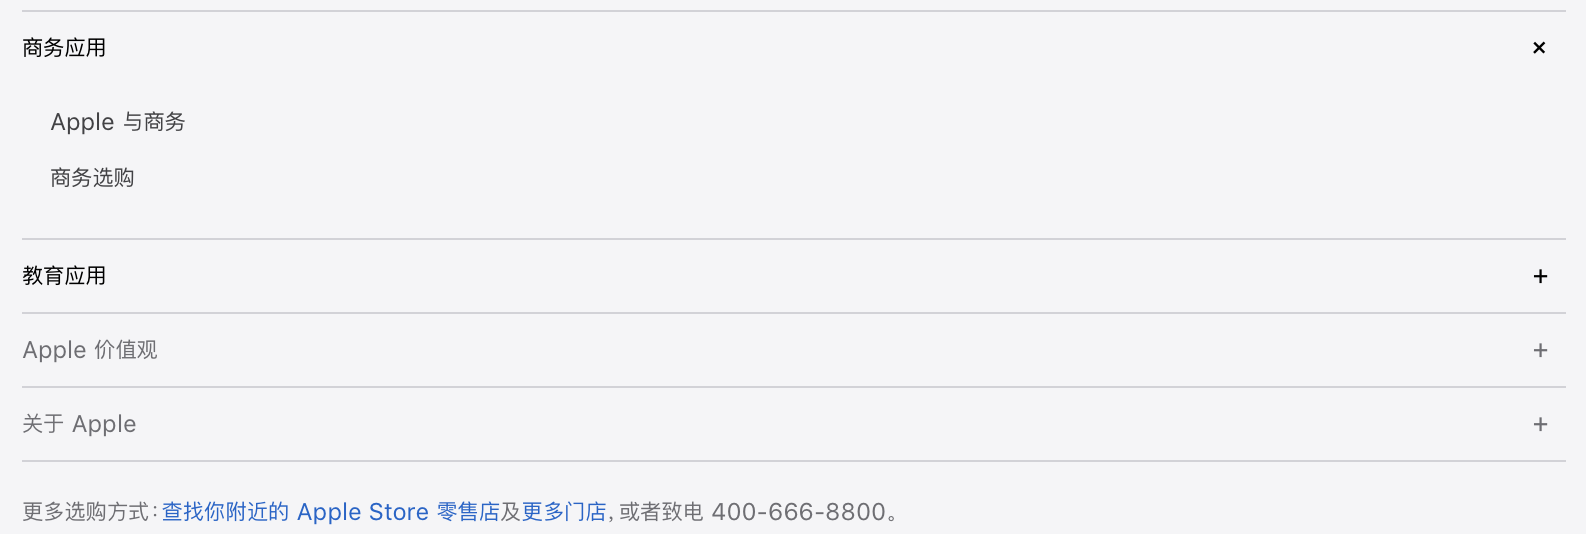 商务应用
Apple 与商务
商务选购
教育应用
Apple 价值观
关于 Apple
更多选购方式：查找你附近的 Apple Store 零售店及更多门店，或者致电 400-666-8800。